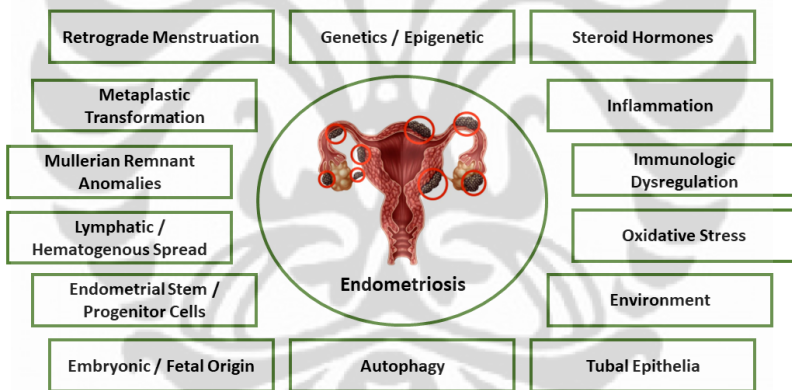 Retrograde Menstruation
Genetics / Epigenetic
Steroid Hormones
Metaplastic
Transformation
Inflammation
Mullerian Remnant
Anomalies
Immunologic
Dysregulation
Lymphatic /
Hematogenous Spread
Oxidative Stress
Endometriosis
Endometrial Stem /
Progenitor Cells
Environment
Embryonic / Fetal Origin
Autophagy
Tubal Epithelia